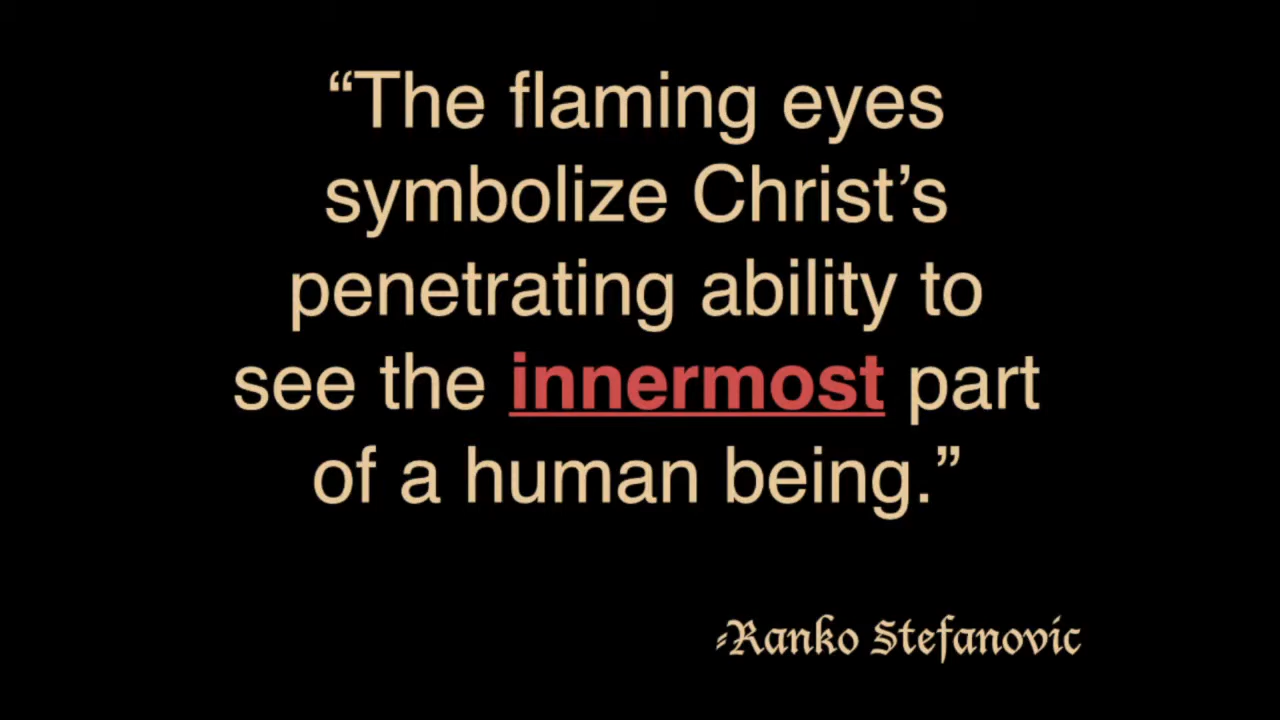 “The flaming eyes
symbolize Christ’s
penetrating ability to
see the innermost part
of a human being.”
-Ranko Stefanovic